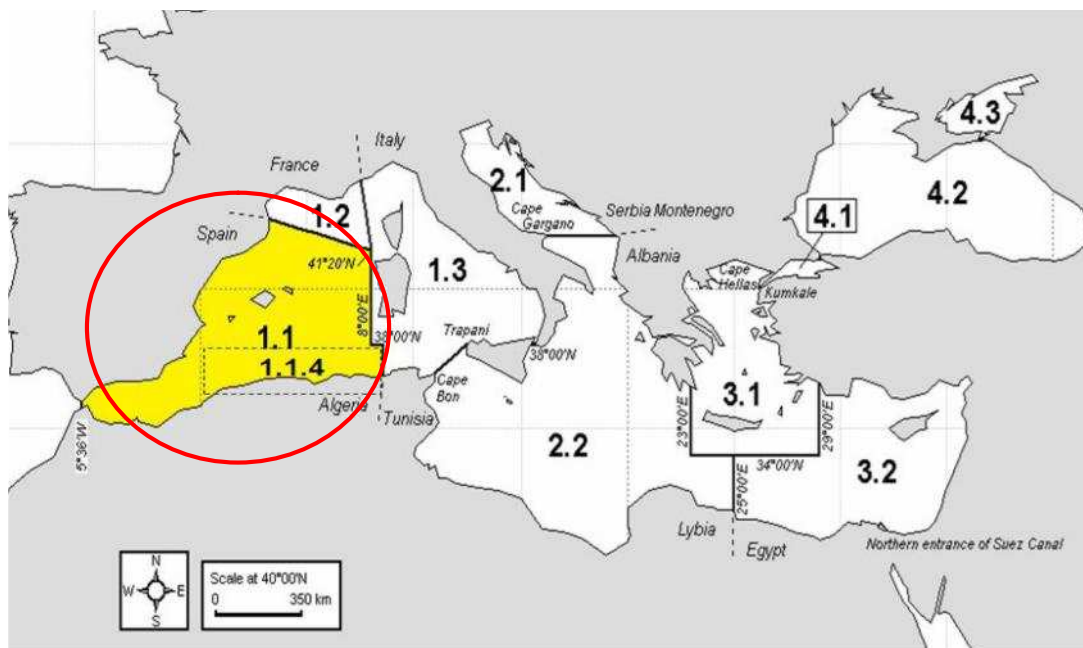 4.3
Italy
France
2.1
4.2
1.2
Cape
Gargano
Serbia Montenegro
4.1
Spain
Albania
41°20'N
1.3
Cape
Hellas
Kumkale
8°00'E
1.1
38°00'N
Trapani
38°00'N
1.1.4
Cape
Bon
3.1
Algeria
Tunisia
23°00'E
29°00'E
5°36'W
2.2
34°00'N
3.2
25°00'E
Lybia
Egypt
Northern entrance of Suez Canal
N
W
E
S
Scale at 40°00'N
0
350 km